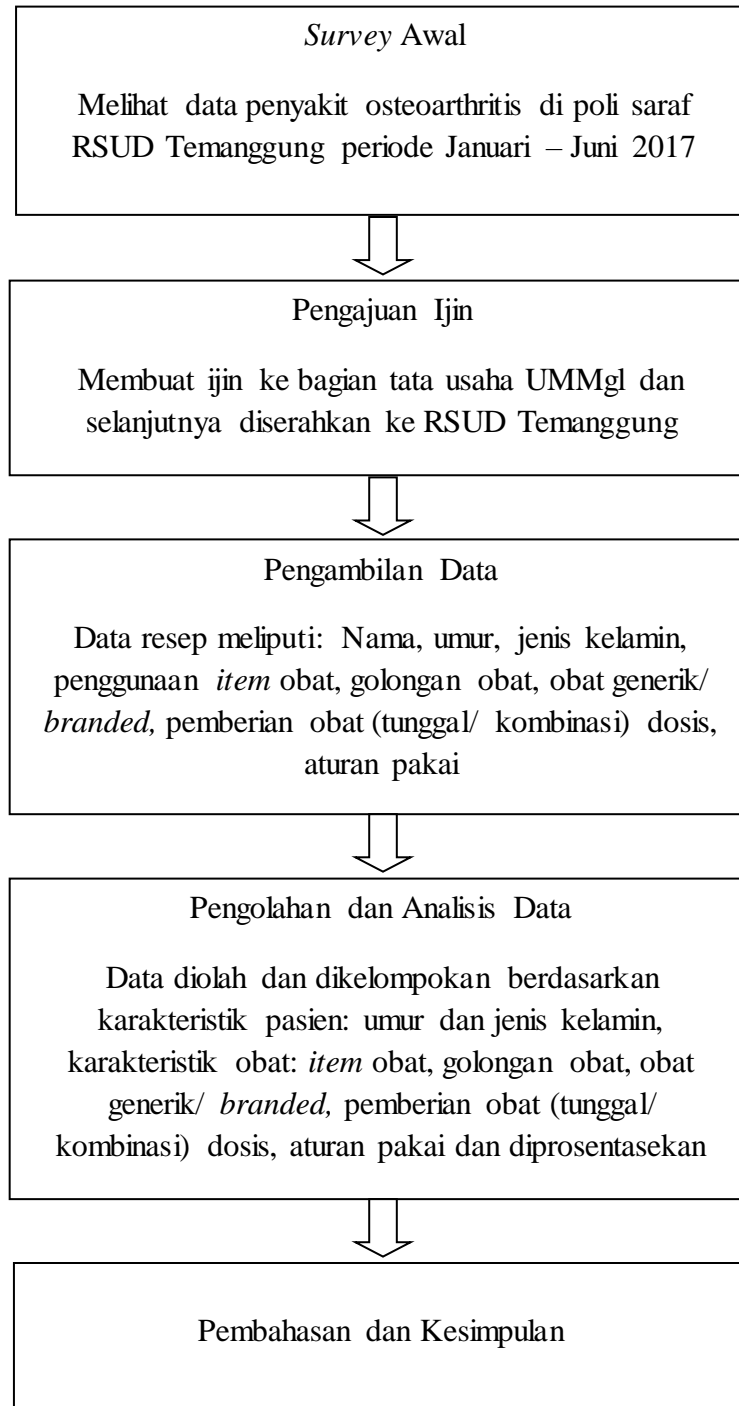 Survey Awal
Melihat data penyakit osteoarthritis di poli saraf
RSUD Temanggung periode Januari – Juni 2017
Pengajuan Ijin
Membuat ijin ke bagian tata usaha UMMgl dan
selanjutnya diserahkan ke RSUD Temanggung
Pengambilan Data
Data resep meliputi: Nama, umur, jenis kelamin,
penggunaan item obat, golongan obat, obat generik/
branded, pemberian obat (tunggal/ kombinasi) dosis,
aturan pakai
Pengolahan dan Analisis Data
Data diolah dan dikelompokan berdasarkan
karakteristik pasien: umur dan jenis kelamin,
karakteristik obat: item obat, golongan obat, obat
generik/ branded, pemberian obat (tunggal/
kombinasi) dosis, aturan pakai dan diprosentasekan
Pembahasan dan Kesimpulan